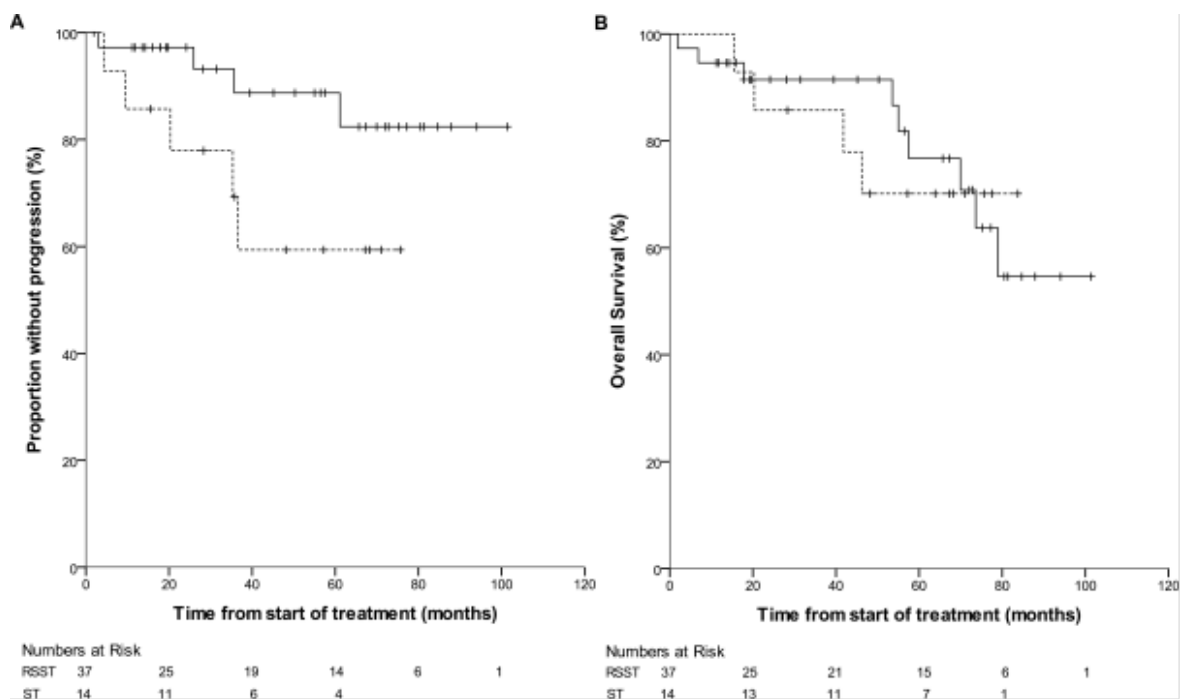 A
B
Proportion without progression (%)
100
80
60
40
20
0
0 20 40 60 80 100 120
Time from start of treatment (months)
Overall Survival (%)
100
80
60
40
20
0
0 20 40 60 80 100 120
Time from start of treatment (months)
Numbers at Risk
RSST 37 25 19 14 6 1
ST 14 11 6 4
Numbers at Risk
RSST 37 25 21 15 6 1
ST 14 13 11 7 1